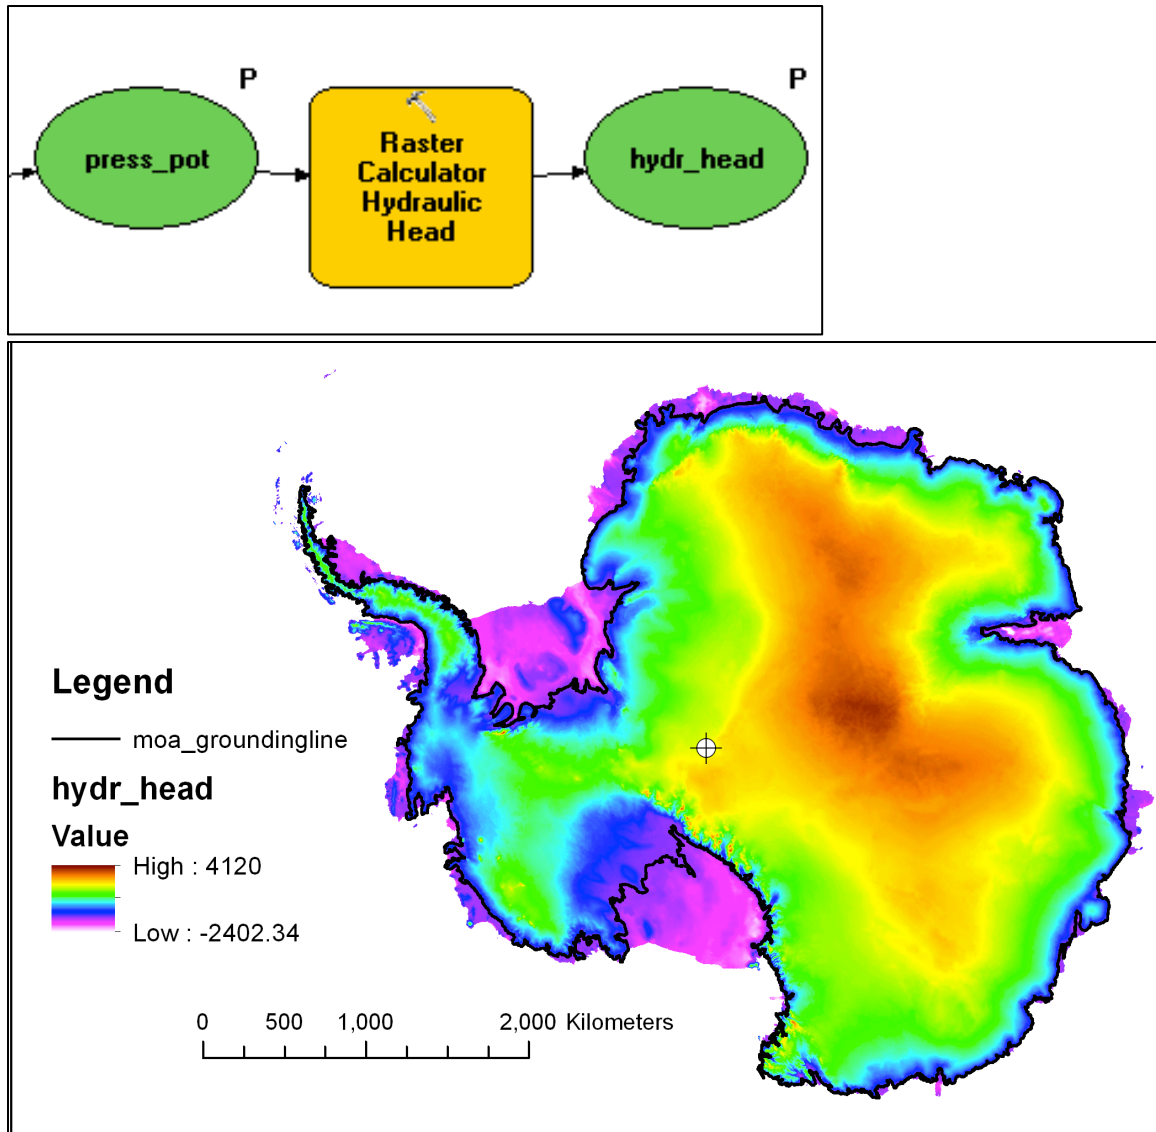 P
P
press_pot
Raster
Calculator
Hydraulic
Head
hydr_head
Legend
moa_groundingline
hydr_head
Value
High : 4120
Low : -2402.34
0 500 1,000 2,000 Kilometers